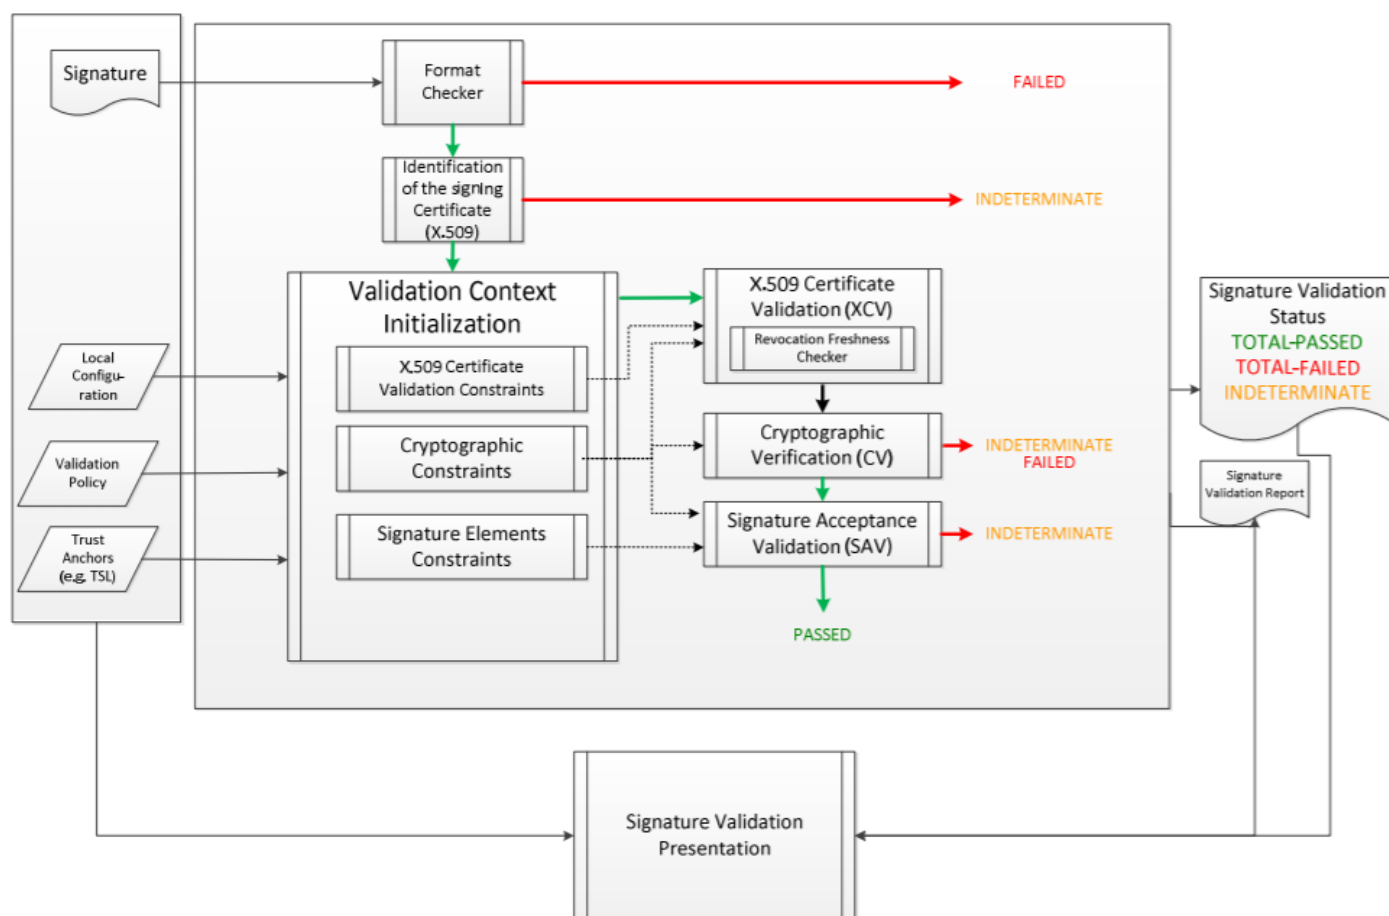 Signature
Format
Checker
FAILED
Identification
of the signing
Certificate
(X.509)
INDETERMINATE
Validation Context
Initialization
X.509 Certificate
Validation Constraints
Cryptographic
Constraints
Signature Elements
Constraints
Local
Configu-
ration
Validation
Policy
Trust
Anchors
(e.g. TSL)
X.509 Certificate
Validation (XCV)
Revocation Freshness
Checker
Cryptographic
Verification (CV)
INDETERMINATE
FAILED
Signature Acceptance
Validation (SAV)
INDETERMINATE
PASSED
Signature Validation
Status
TOTAL-PASSED
TOTAL-FAILED
INDETERMINATE
Signature
Validation Report
Signature Validation
Presentation